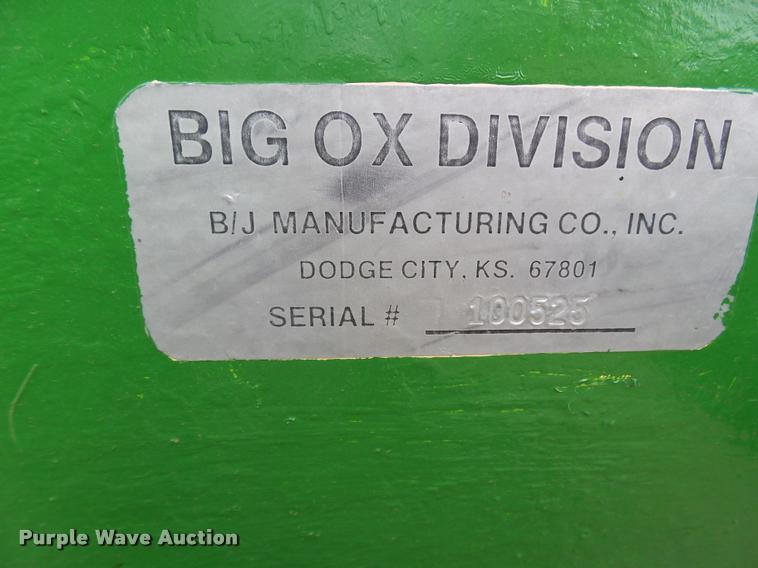 BIG OX DIVISION
B/J MANUFACTURING CO., INC.
DODGE CITY, KS. 67801
SERIAL # 100525
Purple Wave Auction®